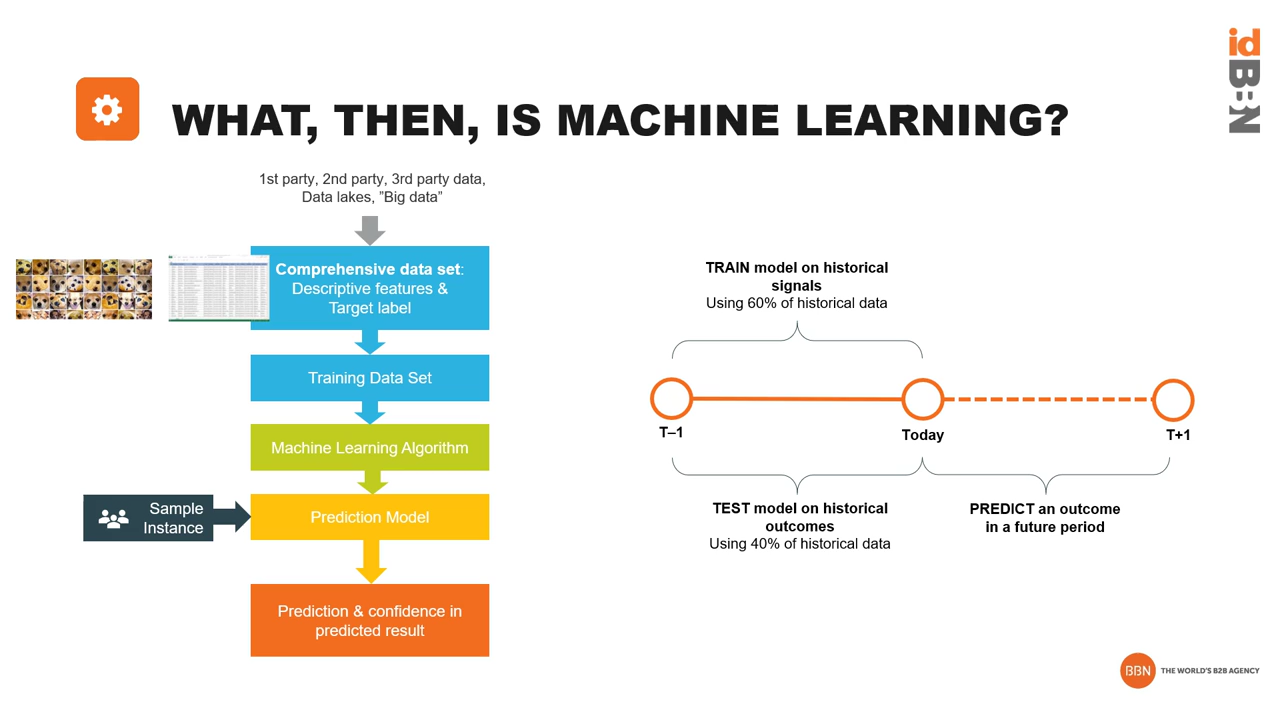 id
BBN
WHAT, THEN, IS MACHINE LEARNING?
1st party, 2nd party, 3rd party data,
Data lakes, ”Big data”
Comprehensive data set:
Descriptive features &
Target label
Training Data Set
Machine Learning Algorithm
Sample
Instance
Prediction Model
Prediction & confidence in
predicted result
TRAIN model on historical
signals
Using 60% of historical data
T–1
Today
T+1
TEST model on historical
outcomes
Using 40% of historical data
PREDICT an outcome
in a future period
BBN THE WORLD'S B2B AGENCY